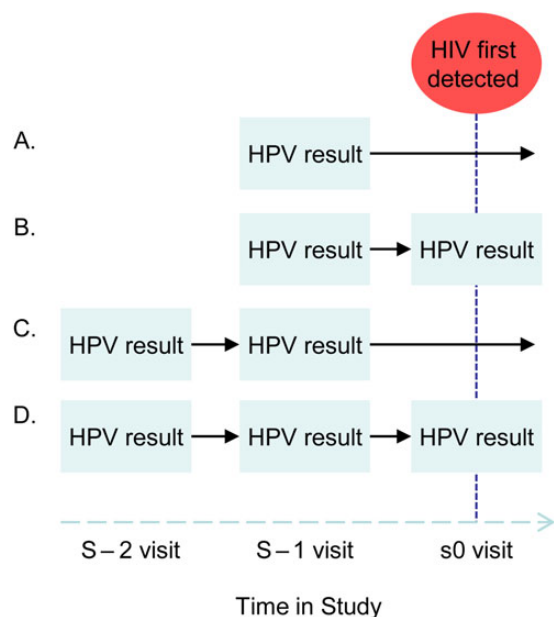 HIV first
detected
A.
HPV result
B.
HPV result
HPV result
C.
HPV result
HPV result
D.
HPV result
HPV result
HPV result
S – 2 visit
S – 1 visit
s0 visit
Time in Study